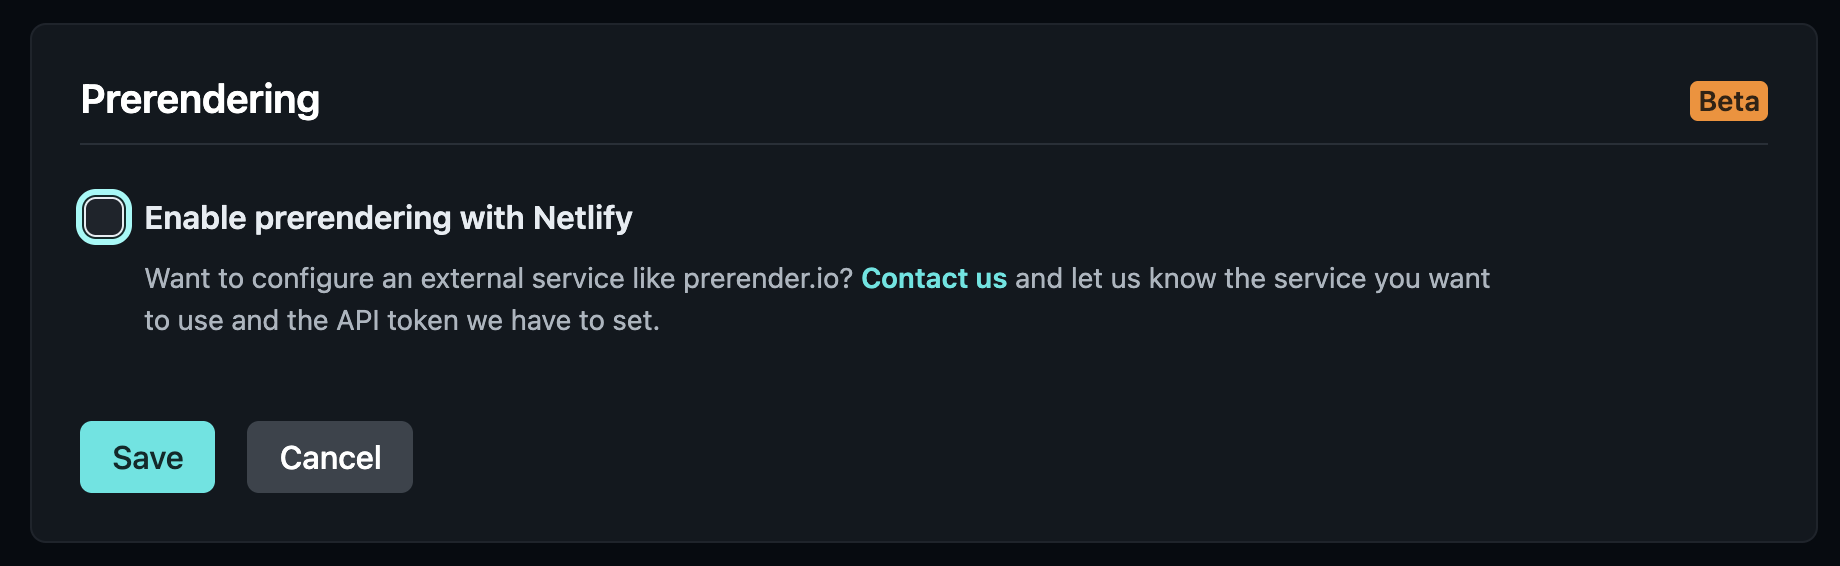 Prerendering
Beta
Enable prerendering with Netlify
Want to configure an external service like prerender.io? Contact us and let us know the service you want
to use and the API token we have to set.
Save
Cancel